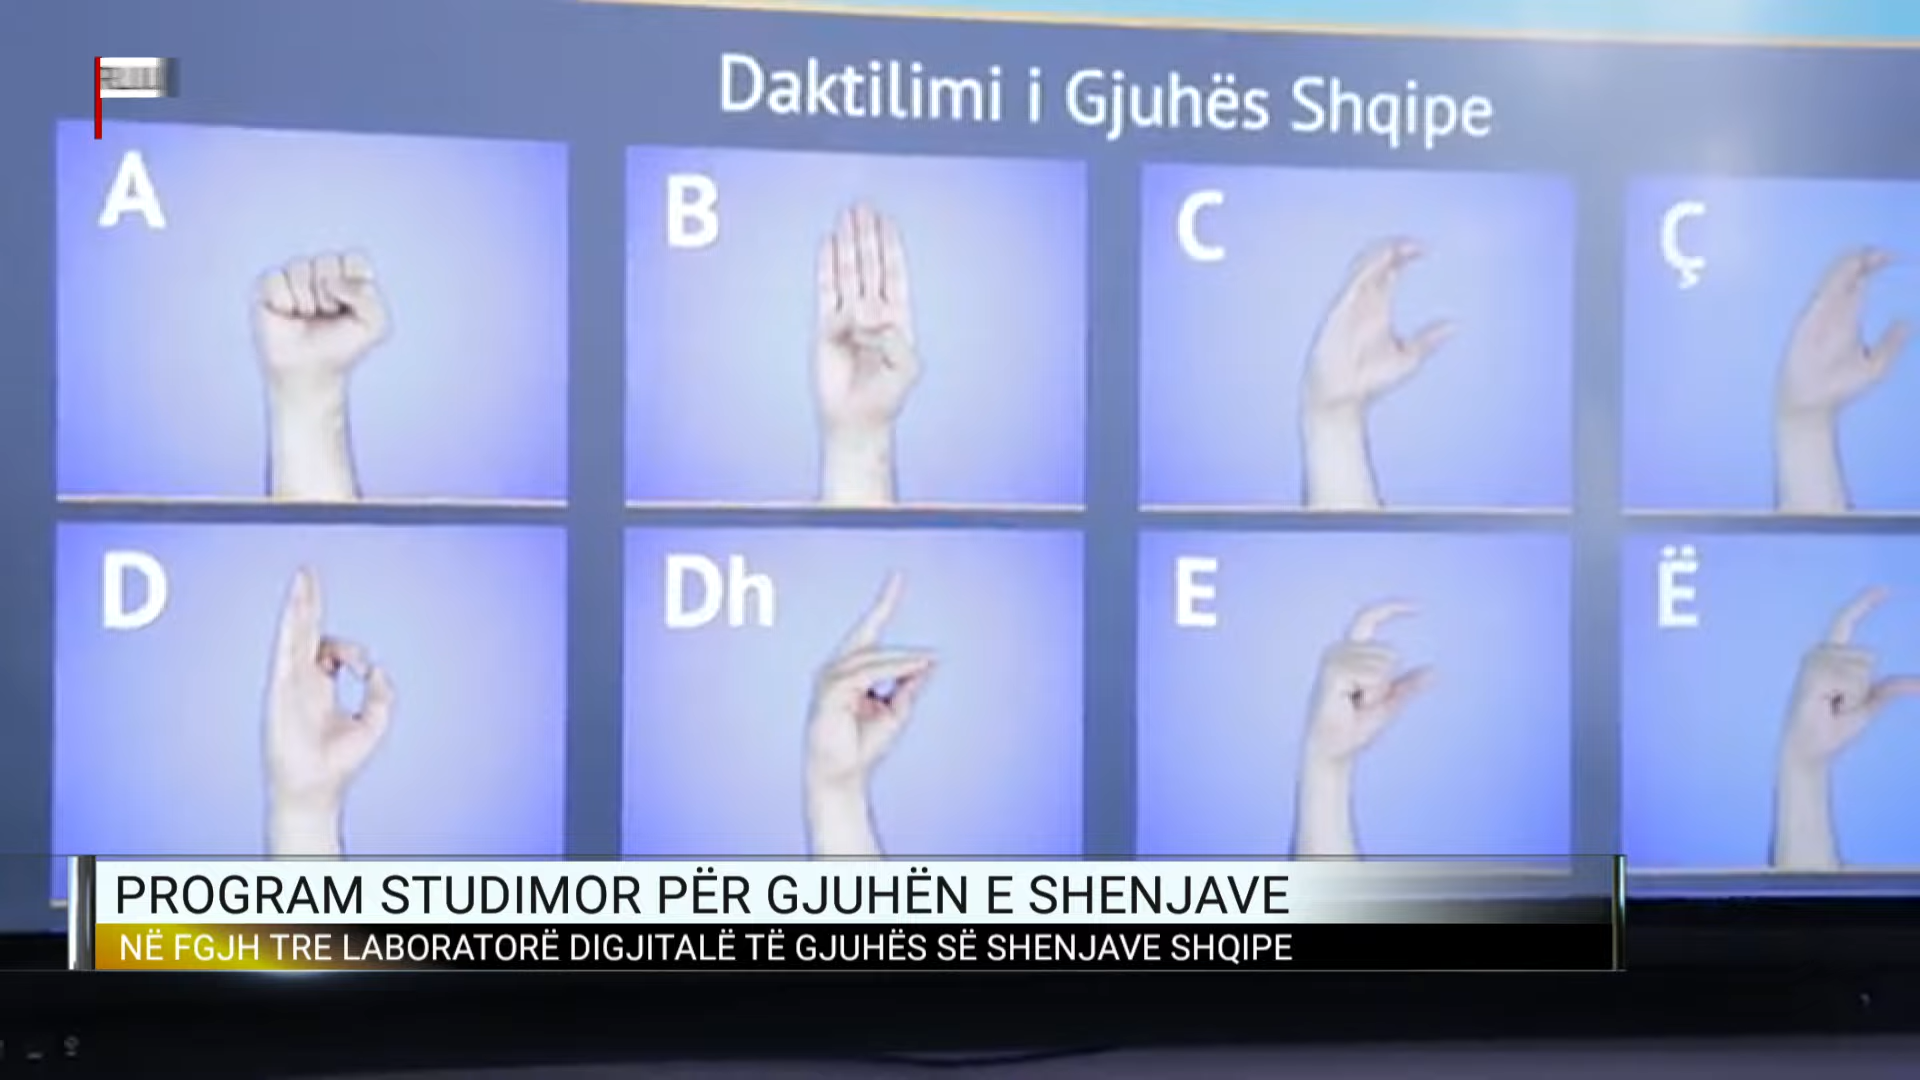 Daktilimi i Gjuhës Shqipe
A
B
C
Ç
D
Dh
E
Ë
PROGRAM STUDIMOR PËR GJUHËN E SHENJAVE
NË FGJH TRE LABORATORË DIGJITALË TË GJUHËS SË SHENJAVE SHQIPE